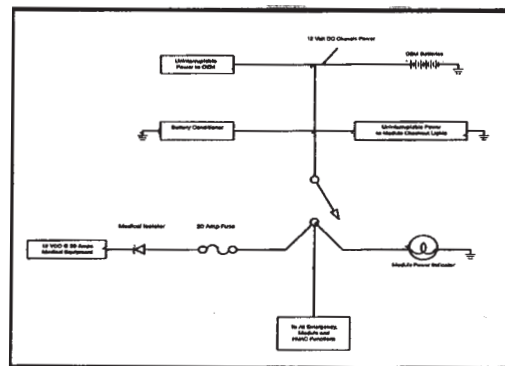 12 Volt DC Chassis Power
OEM Batteries
Uninterruptable
Power to OEM
Battery Conditioner
Uninterruptable Power
to Module Checkout Lights
Medical Isolator
20 Amp Fuse
12 VDC @ 20 Amps
Medical Equipment
Module Power Indicator
To All Emergency,
Module and
HVAC Functions